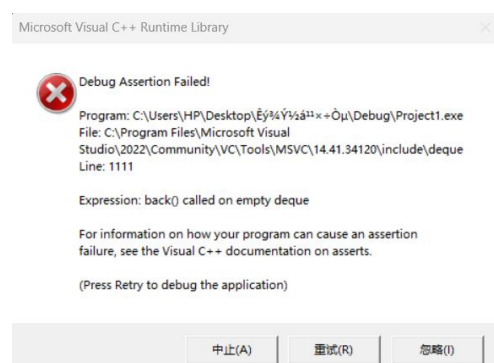 Microsoft Visual C++ Runtime Library
Debug Assertion Failed!
Program: C:\Users\HP\Desktop\Êý¾Ý½á¹¹×÷Òµ\Debug\Project1.exe
File: C:\Program Files\Microsoft Visual
Studio\2022\Community\VC\Tools\MSVC\14.41.34120\include\deque
Line: 1111
Expression: back() called on empty deque
For information on how your program can cause an assertion
failure, see the Visual C++ documentation on asserts.
(Press Retry to debug the application)
中止(A) 重试(R) 忽略(I)